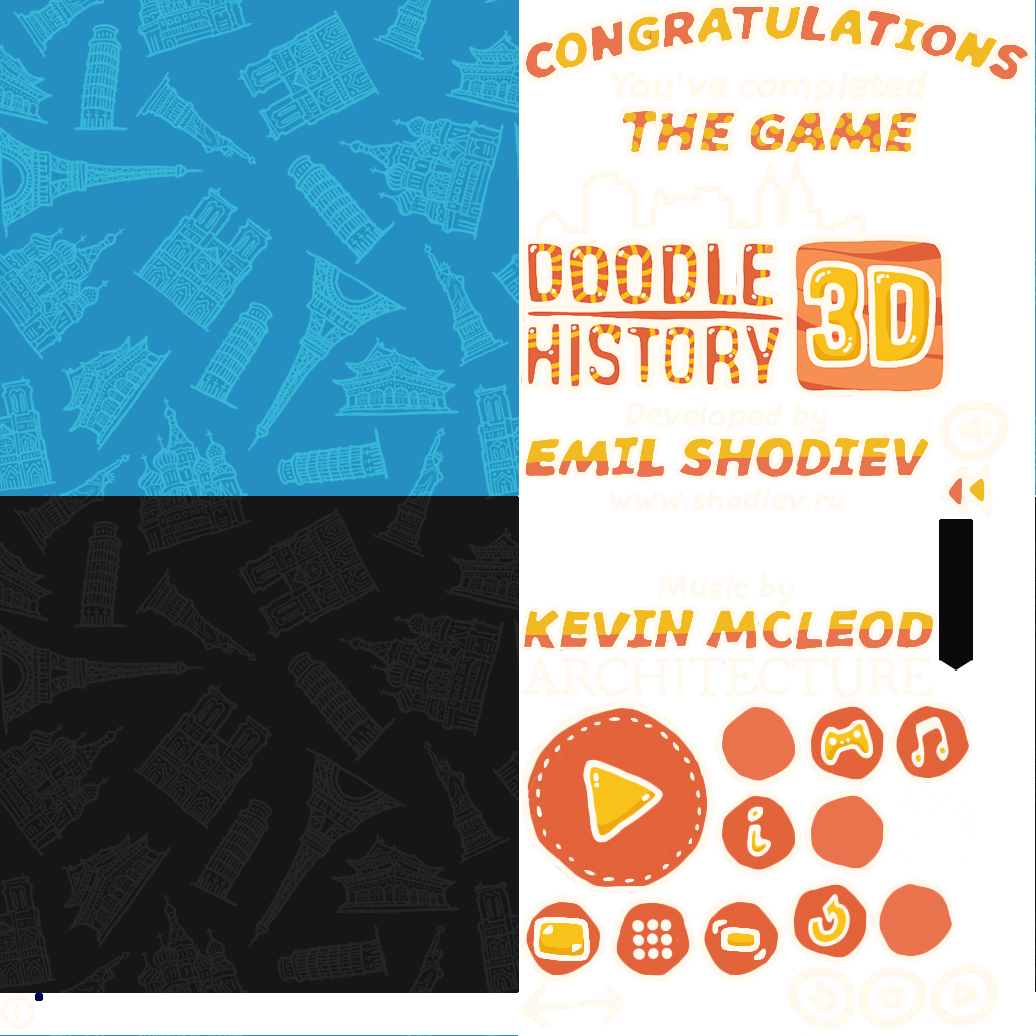 CONGRATULATIONS
You've completed
THE GAME
DOODLE
HISTORY
3D
Developed by
EMIL SHODIEV
www.shodiev.ru
Music by
KEVIN MCLEOD
ARCHITECTURE
i